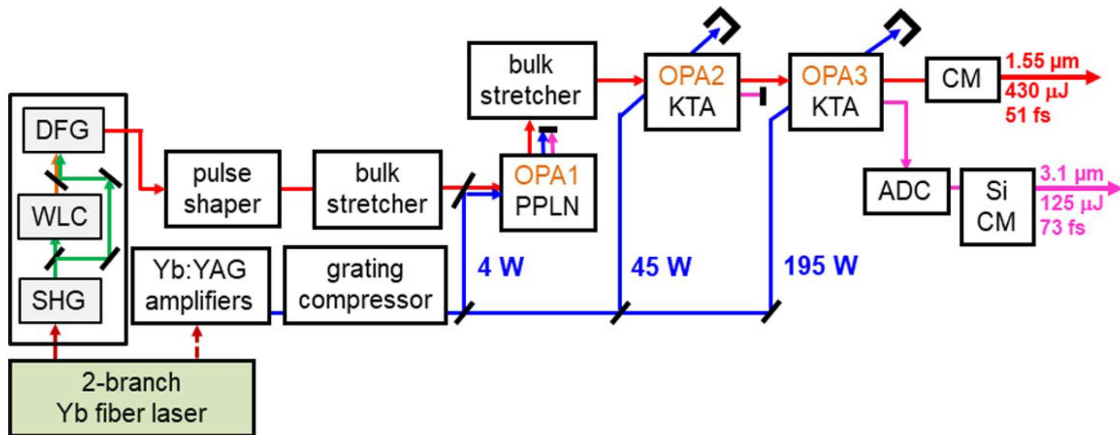 DFG
WLC
SHG
pulse
shaper
bulk
stretcher
bulk
stretcher
OPA1
PPLN
OPA2
KTA
OPA3
KTA
CM
1.55 µm
430 µJ
51 fs
ADC
Si
CM
3.1 µm
125 µJ
73 fs
Yb:YAG
amplifiers
grating
compressor
4 W
45 W
195 W
2-branch
Yb fiber laser